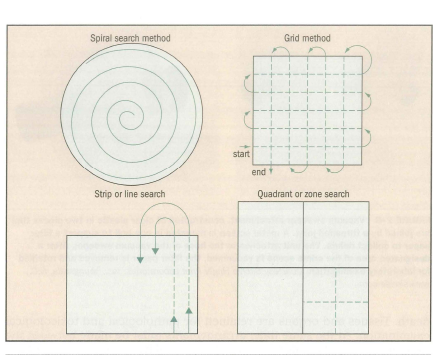 Spiral search method
Grid method
start
end
Strip or line search
Quadrant or zone search